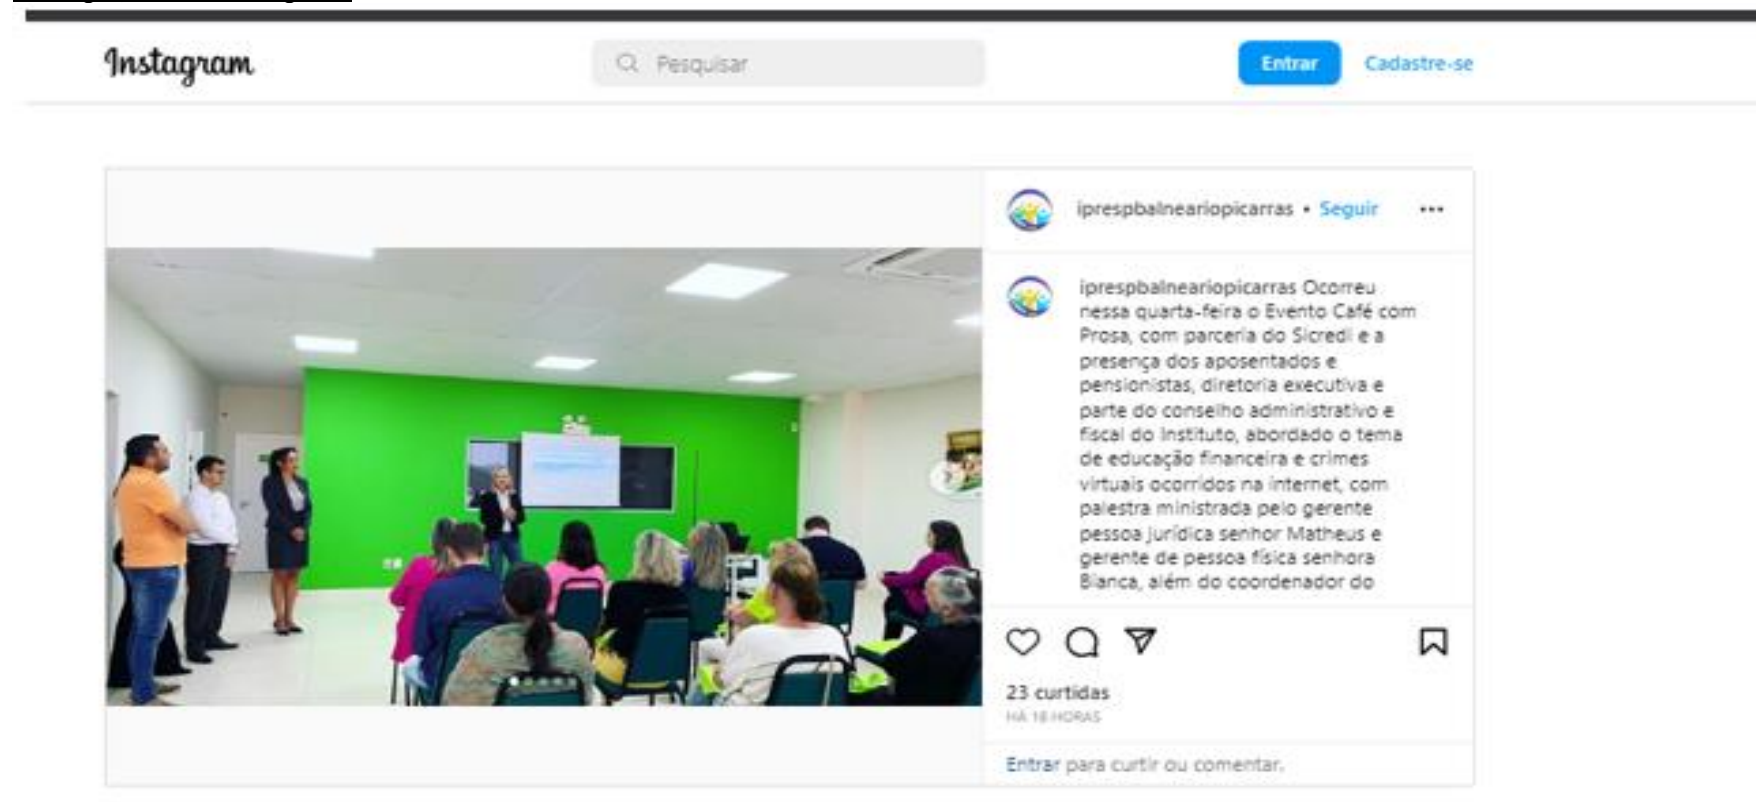 Instagram
Pesquisar
Entrar
Cadastre-se
iprespbalneariopicarras • Seguir
iprespbalneariopicarras Ocorreu
nessa quarta-feira o Evento Café com
Prosa, com parceria do Sicredi e a
presença dos aposentados e
pensionistas, diretoria executiva e
parte do conselho administrativo e
fiscal do Instituto, abordado o tema
de educação financeira e crimes
virtuais ocorridos na internet, com
palestra ministrada pelo gerente
pessoa jurídica senhor Matheus e
gerente de pessoa física senhora
Bianca, além do coordenador do
23 curtidas
HÁ 18 HORAS
Entrar para curtir ou comentar.